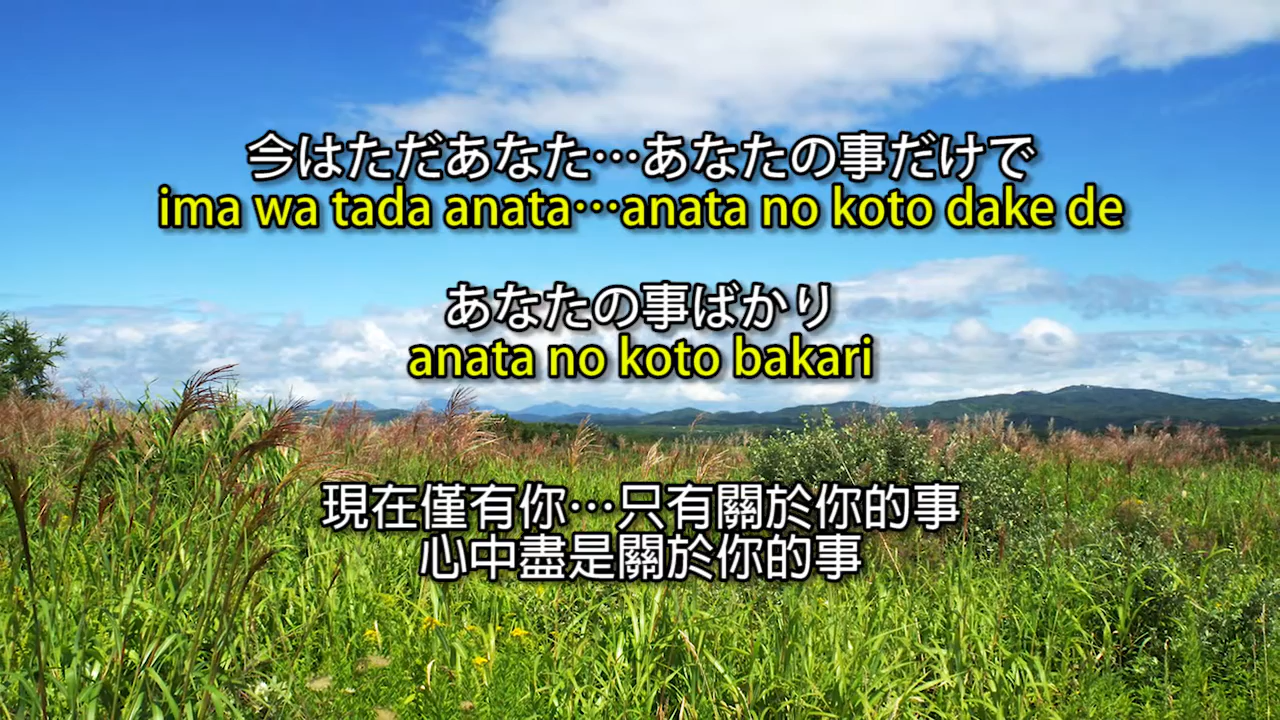 今はただあなた…あなたの事だけで
ima wa tada anata…anata no koto dake de
あなたの事ばかり
anata no koto bakari
現在僅有你…只有關於你的事
心中盡是關於你的事